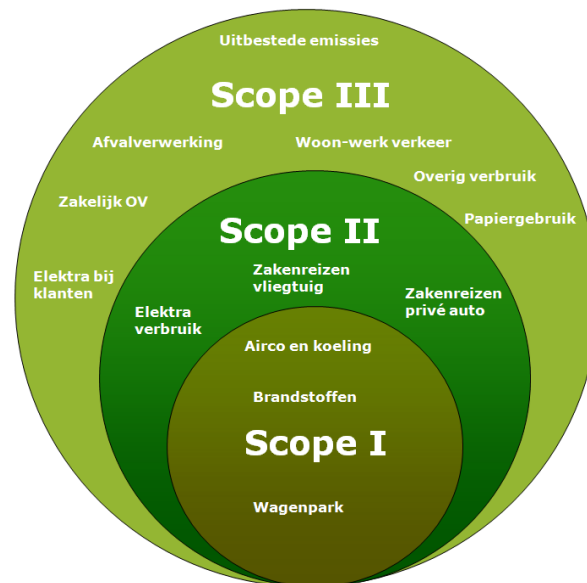 Uitbestede emissies
Scope III
Afvalverwerking
Woon-werk verkeer
Overig verbruik
Zakelijk OV
Papiergebruik
Scope II
Zakenreizen
vliegtuig
Elektra bij
klanten
Zakenreizen
privé auto
Elektra
verbruik
Airco en koeling
Brandstoffen
Scope I
Wagenpark